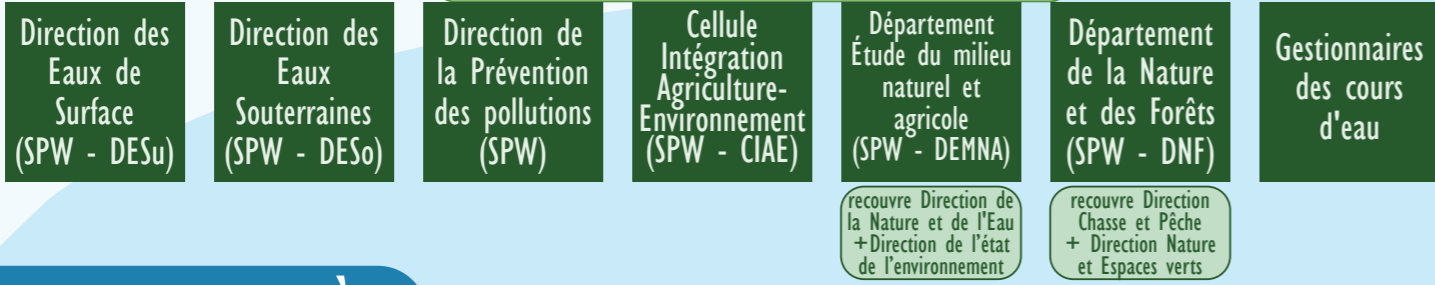 Direction des
Eaux de
Surface
(SPW - DESu)
Direction des
Eaux
Souterraines
(SPW - DESo)
Direction de
la Prévention
des pollutions
(SPW)
Cellule
Intégration
Agriculture-
Environnement
(SPW - CIAE)
Département
Étude du milieu
naturel et
agricole
(SPW - DEMNA)
Département
de la Nature
et des Forêts
(SPW - DNF)
Gestionnaires
des cours
d'eau
recouvre Direction de
la Nature et de l'Eau
+Direction de l’état
de l’environnement
recouvre Direction
Chasse et Pêche
+ Direction Nature
et Espaces verts